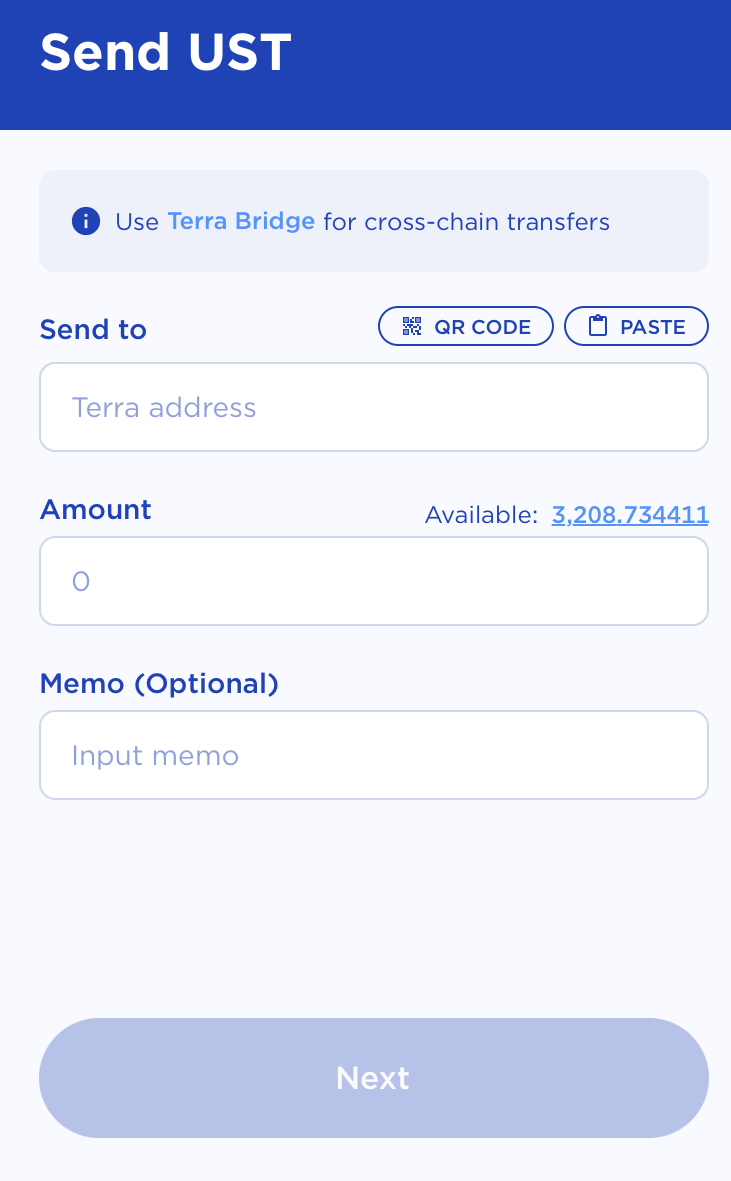 Send UST
Use Terra Bridge for cross-chain transfers
Send to
QR CODE
PASTE
Terra address
Amount
Available: 3,208.734411
0
Memo (Optional)
Input memo
Next